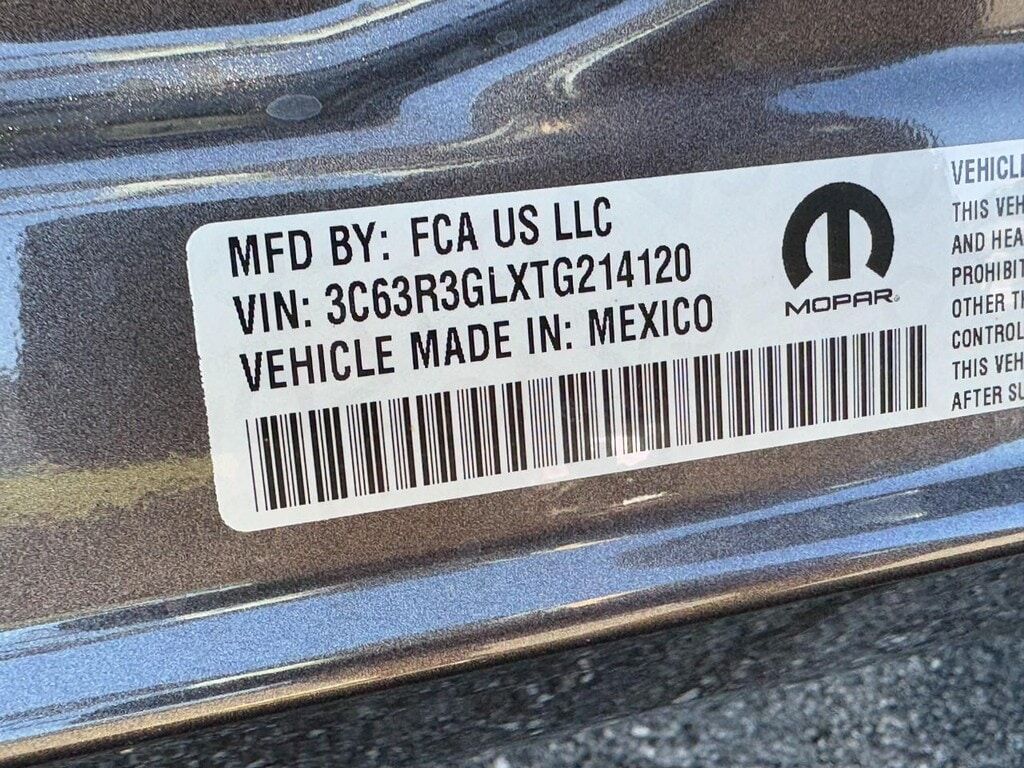 MFD BY: FCA US LLC
VIN: 3C63R3GLXTG214120
VEHICLE MADE IN: MEXICO
MOPAR®
VEHICLE
THIS VEH
AND HEA
PROHIBIT
OTHER T
CONTROL
THIS VEH
AFTER SU